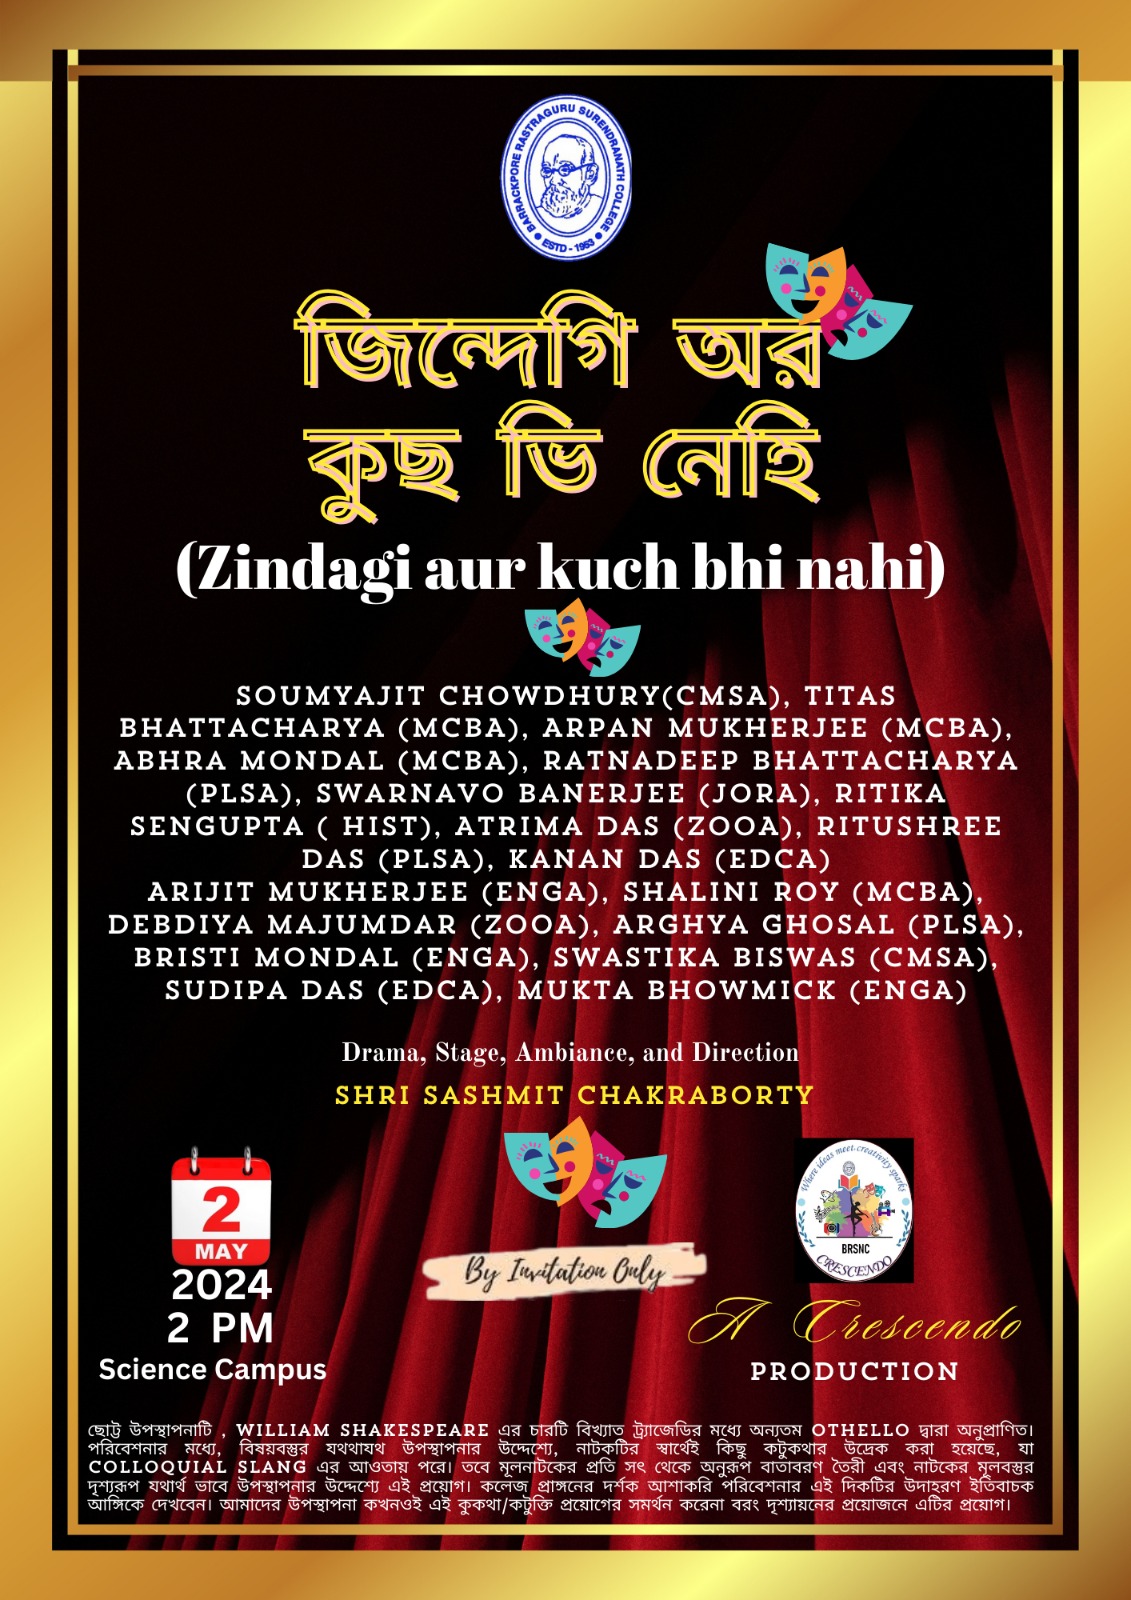 BARRACKPORE RASTRAGURU SURENDRANATH COLLEGE
ESTD - 1953
জিন্দেগি অর
কুছ ভি নেহি
(Zindagi aur kuch bhi nahi)
SOUMYAJIT CHOWDHURY(CMSA), TITAS
BHATTACHARYA (MCBA), ARPAN MUKHERJEE (MCBA),
ABHRA MONDAL (MCBA), RATNADEEP BHATTACHARYA
(PLSA), SWARNAVO BANERJEE (JORA), RITIKA
SENGUPTA ( HIST), ATRIMA DAS (ZOOA), RITUSHREE
DAS (PLSA), KANAN DAS (EDCA)
ARIJIT MUKHERJEE (ENGA), SHALINI ROY (MCBA),
DEBDIYA MAJUMDAR (ZOOA), ARGHYA GHOSAL (PLSA),
BRISTI MONDAL (ENGA), SWASTIKA BISWAS (CMSA),
SUDIPA DAS (EDCA), MUKTA BHOWMICK (ENGA)
Drama, Stage, Ambiance, and Direction
SHRI SASHMIT CHAKRABORTY
2
MAY
2024
2 PM
Science Campus
By Invitation Only
Where ideas meet creativity sparks
BRSNC
CRESCENDO
A Crescendo
PRODUCTION
ছোট্ট উপস্থাপনাটি , WILLIAM SHAKESPEARE এর চারটি বিখ্যাত ট্র্যাজেডির মধ্যে অন্যতম OTHELLO দ্বারা অনুপ্রাণিত।
পরিবেশনার মধ্যে, বিষয়বস্তুর যথথাযথ উপস্থাপনার উদ্দেশ্যে, নাটকটির স্বার্থেই কিছু কটুকথার উদ্রেক করা হয়েছে, যা
COLLOQUIAL SLANG এর আওতায় পরে। তবে মূলনাটকের প্রতি সৎ থেকে অনুরূপ বাতাবরণ তৈরী এবং নাটকের মূলবস্তুর
দৃশ্যরূপ যথার্থ ভাবে উপস্থাপনার উদ্দেশ্যে এই প্রয়োগ। কলেজ প্রাঙ্গনের দর্শক আশাকরি পরিবেশনার এই দিকটির উদাহরণ ইতিবাচক
আঙ্গিকে দেখবেন। আমাদের উপস্থাপনা কখনওই এই কুকথা/কটুক্তি প্রয়োগের সমর্থন করেনা বরং দৃশ্যায়নের প্রয়োজনে এটির প্রয়োগ।